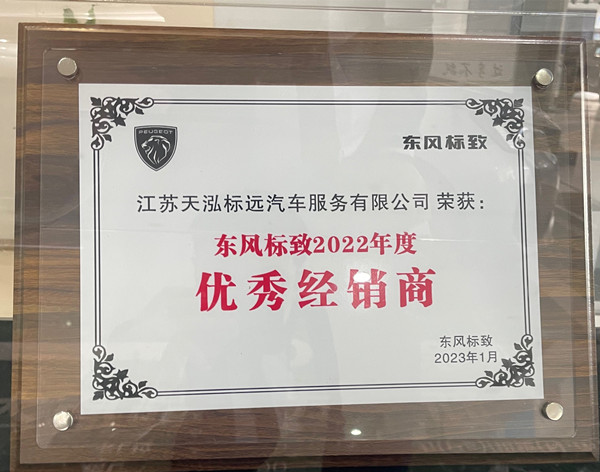 PEUGEOT
东风标致
江苏天泓标远汽车服务有限公司 荣获：
东风标致2022年度
优秀经销商
东风标致
2023年1月